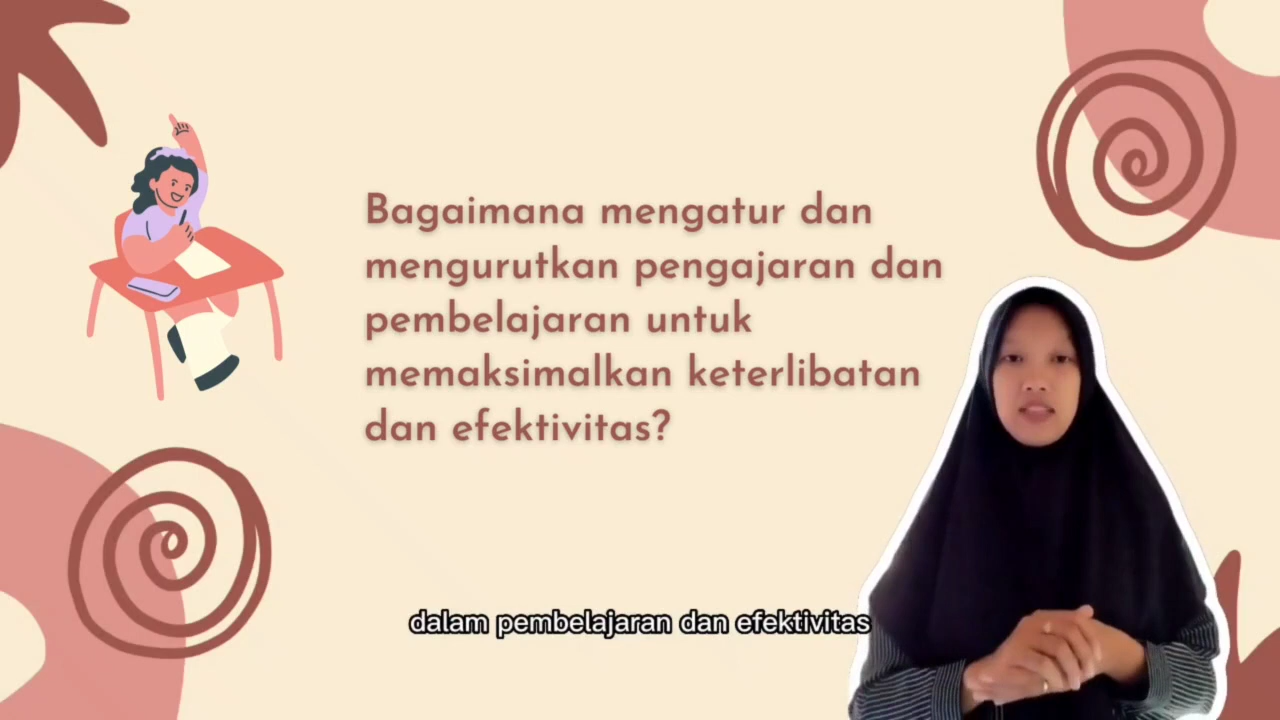 Bagaimana mengatur dan
mengurutkan pengajaran dan
pembelajaran untuk
memaksimalkan keterlibatan
dan efektivitas?
dalam pembelajaran dan efektivitas